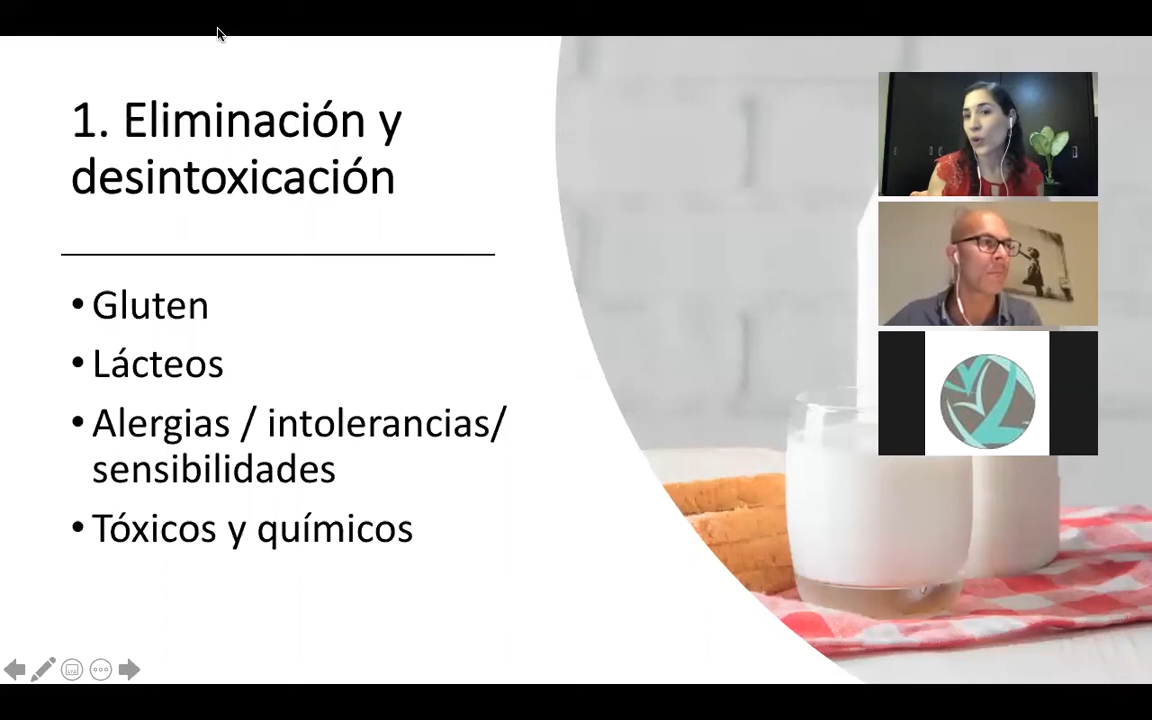 1. Eliminación y
desintoxicación
• Gluten
• Lácteos
• Alergias / intolerancias/
sensibilidades
• Tóxicos y químicos